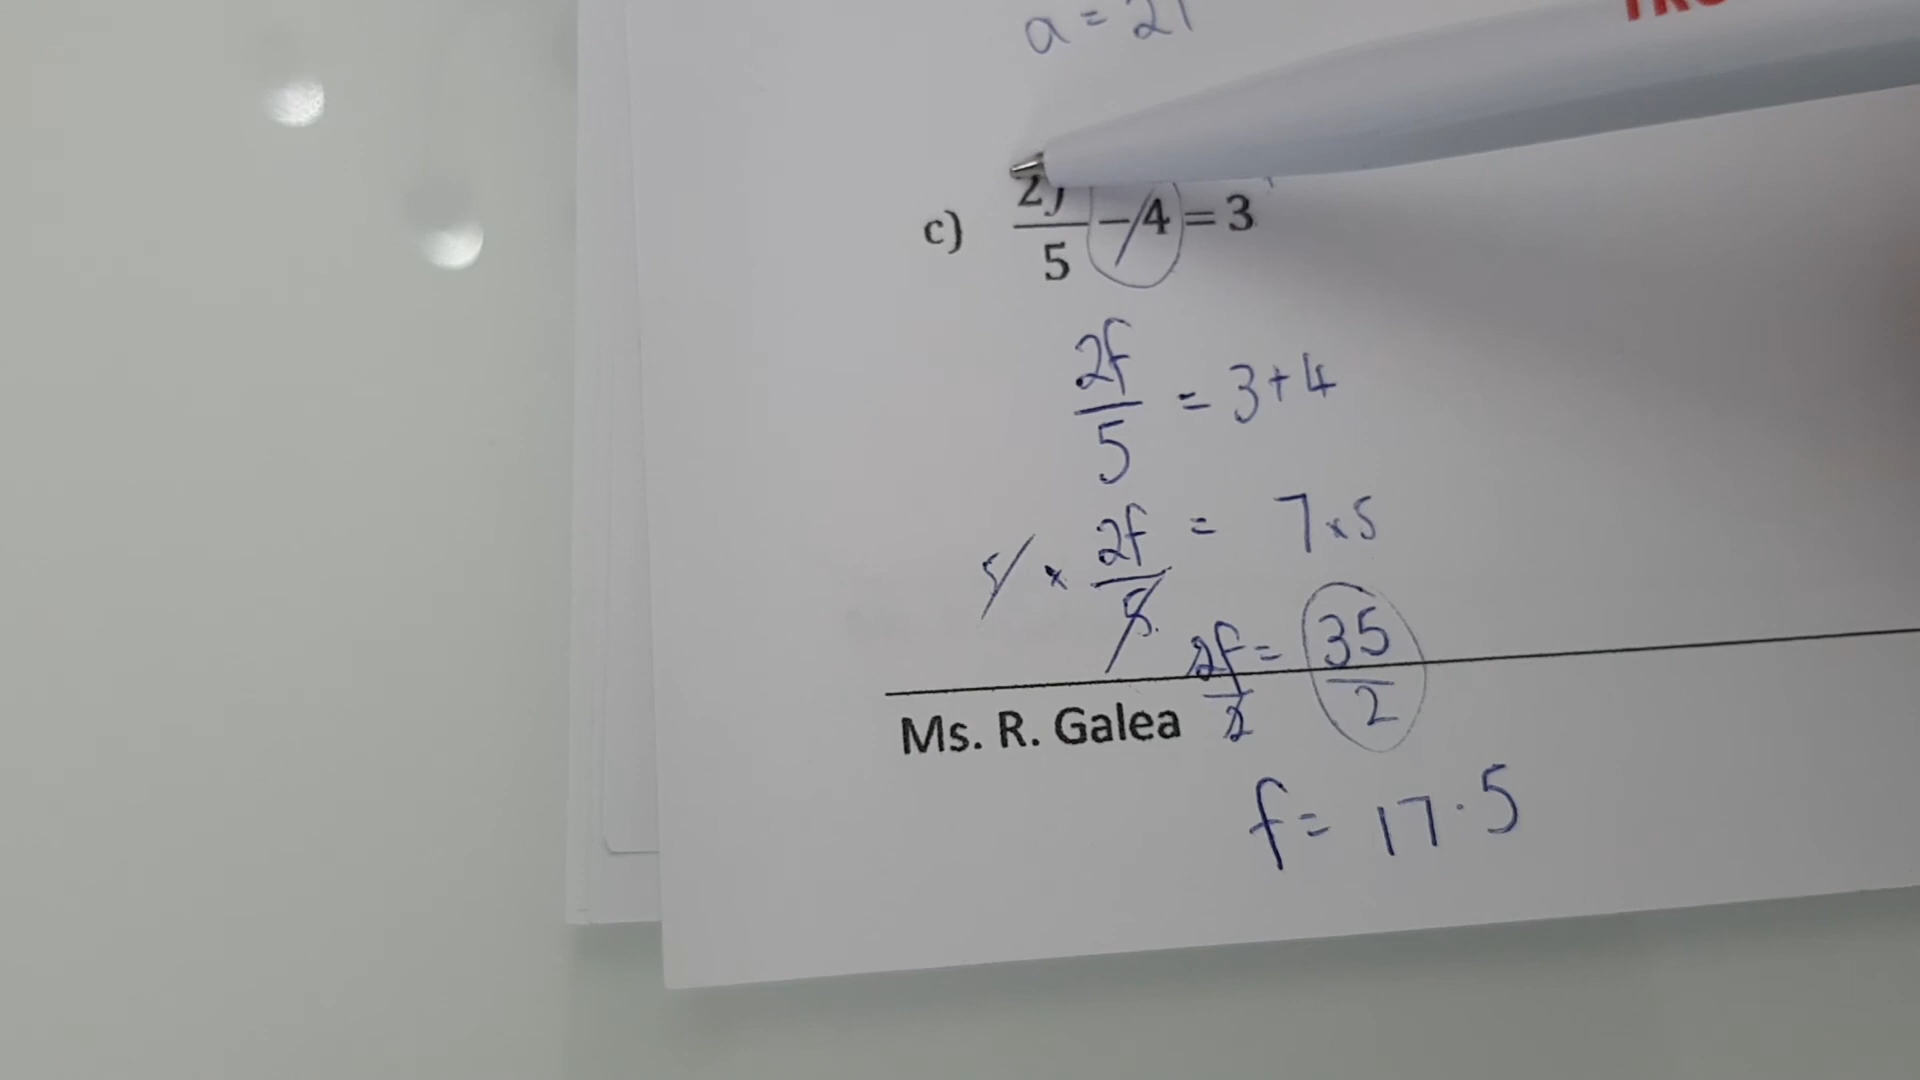 a = 21
c) 2f/5 - 4 = 3
2f/5 = 3+4
5 × 2f/5 = 7×5
2f/2 = 35/2
Ms. R. Galea
f = 17.5